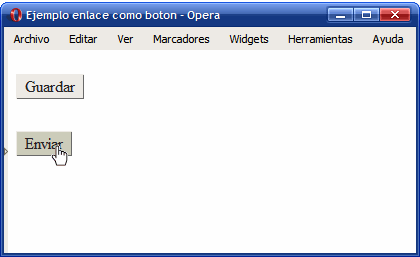 Ejemplo enlace como boton - Opera
Archivo Editar Ver Marcadores Widgets Herramientas Ayuda
Guardar
Enviar